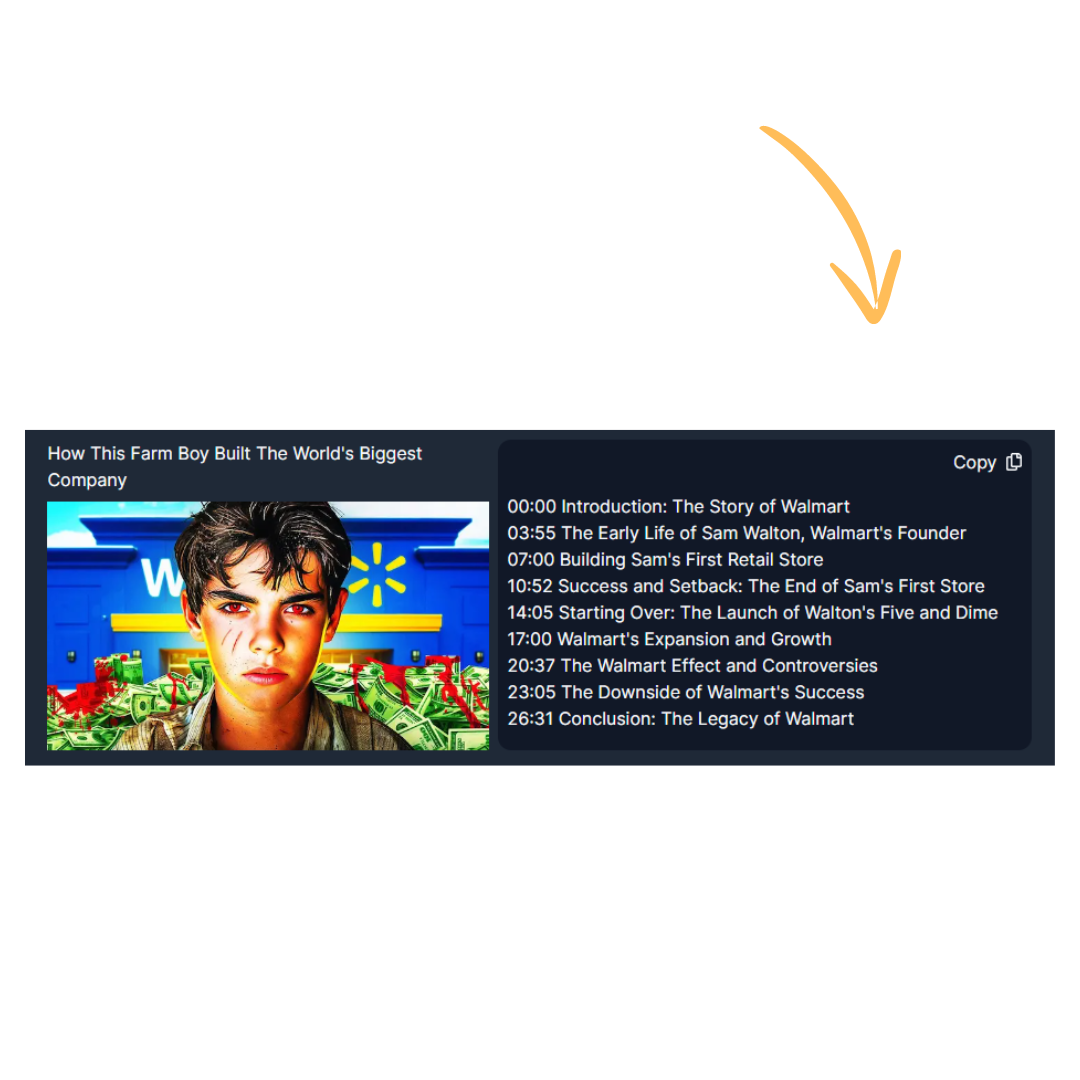 How This Farm Boy Built The World's Biggest
Company
W
Copy
00:00 Introduction: The Story of Walmart
03:55 The Early Life of Sam Walton, Walmart's Founder
07:00 Building Sam's First Retail Store
10:52 Success and Setback: The End of Sam's First Store
14:05 Starting Over: The Launch of Walton's Five and Dime
17:00 Walmart's Expansion and Growth
20:37 The Walmart Effect and Controversies
23:05 The Downside of Walmart's Success
26:31 Conclusion: The Legacy of Walmart